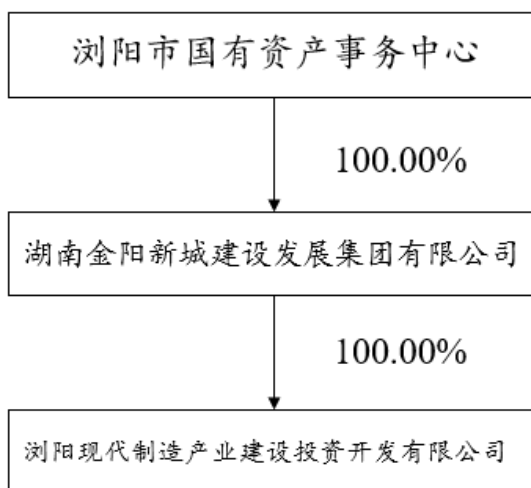 浏阳市国有资产事务中心
100.00%
湖南金阳新城建设发展集团有限公司
100.00%
浏阳现代制造产业建设投资开发有限公司